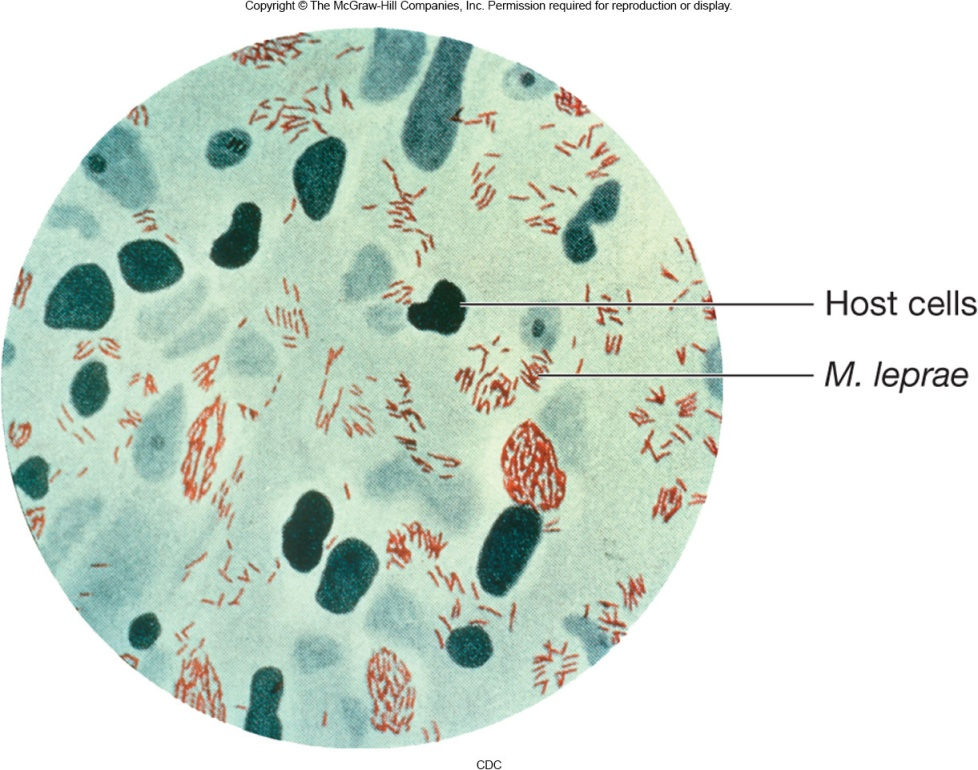 Copyright © The McGraw-Hill Companies, Inc. Permission required for reproduction or display.
Host cells
M. leprae
CDC